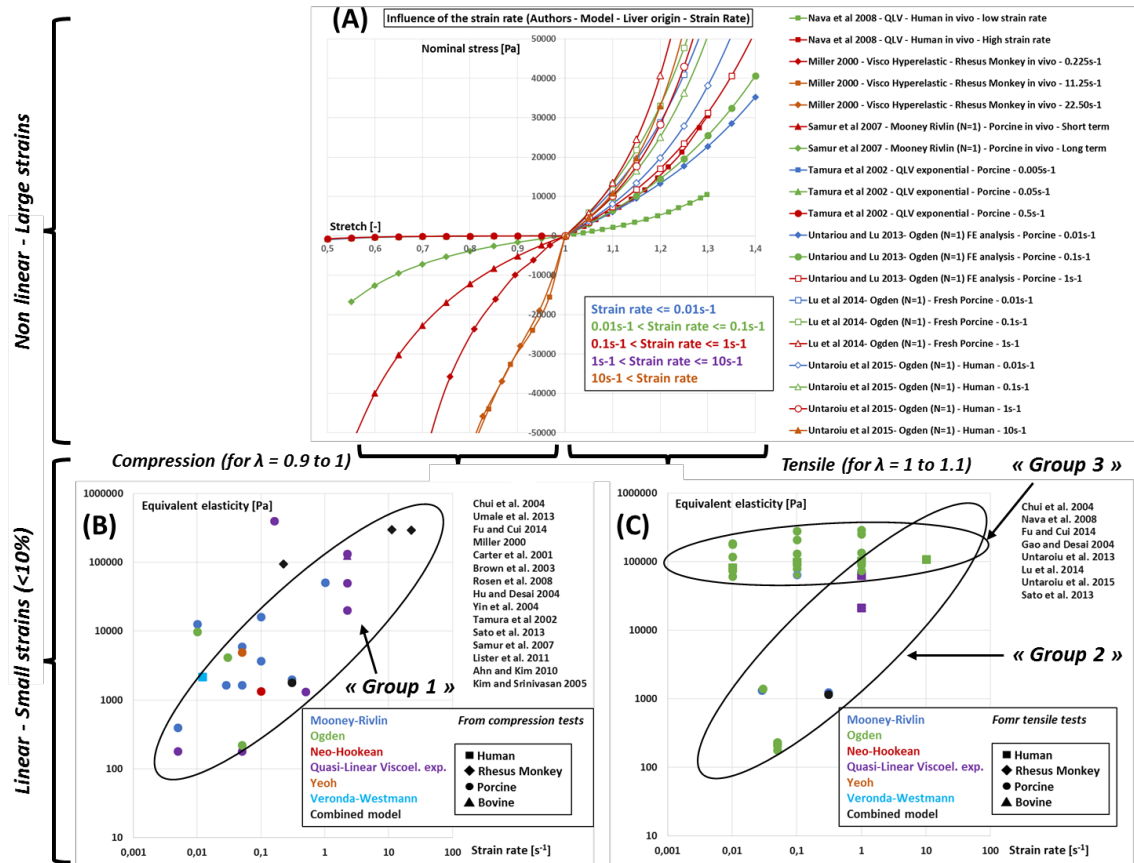 Non linear - Large strains
(A)
Influence of the strain rate (Authors - Model - Liver origin - Strain Rate)
Nominal stress [Pa]
50000
40000
30000
20000
10000
0
-10000
-20000
-30000
-40000
-50000
Stretch [-]
0,5 0,6 0,7 0,8 0,9 1 1,1 1,2 1,3 1,4
Strain rate <= 0.01s-1
0.01s-1 < Strain rate <= 0.1s-1
0.1s-1 < Strain rate <= 1s-1
1s-1 < Strain rate <= 10s-1
10s-1 < Strain rate
Nava et al 2008 - QLV - Human in vivo - low strain rate
Nava et al 2008 - QLV - Human in vivo - High strain rate
Miller 2000 - Visco Hyperelastic - Rhesus Monkey in vivo - 0.225s-1
Miller 2000 - Visco Hyperelastic - Rhesus Monkey in vivo - 11.25s-1
Miller 2000 - Visco Hyperelastic - Rhesus Monkey in vivo - 22.50s-1
Samur et al 2007 - Mooney Rivlin (N=1) - Porcine in vivo - Short term
Samur et al 2007 - Mooney Rivlin (N=1) - Porcine in vivo - Long term
Tamura et al 2002 - QLV exponential - Porcine - 0.005s-1
Tamura et al 2002 - QLV exponential - Porcine - 0.05s-1
Tamura et al 2002 - QLV exponential - Porcine - 0.5s-1
Untariou and Lu 2013- Ogden (N=1) FE analysis - Porcine - 0.01s-1
Untariou and Lu 2013- Ogden (N=1) FE analysis - Porcine - 0.1s-1
Untariou and Lu 2013- Ogden (N=1) FE analysis - Porcine - 1s-1
Lu et al 2014- Ogden (N=1) - Fresh Porcine - 0.01s-1
Lu et al 2014- Ogden (N=1) - Fresh Porcine - 0.1s-1
Lu et al 2014- Ogden (N=1) - Fresh Porcine - 1s-1
Untaroiu et al 2015- Ogden (N=1) - Human - 0.01s-1
Untaroiu et al 2015- Ogden (N=1) - Human - 0.1s-1
Untaroiu et al 2015- Ogden (N=1) - Human - 1s-1
Untaroiu et al 2015- Ogden (N=1) - Human - 10s-1
Linear - Small strains (<10%)
Compression (for λ = 0.9 to 1)
Tensile (for λ = 1 to 1.1)
« Group 3 »
(B)
Equivalent elasticity [Pa]
1000000
100000
10000
1000
100
10
0,001 0,01 0,1 1 10 100
Strain rate [s-1]
Chui et al. 2004
Umale et al. 2013
Fu and Cui 2014
Miller 2000
Carter et al. 2001
Brown et al. 2003
Rosen et al. 2008
Hu and Desai 2004
Yin et al. 2004
Tamura et al 2002
Sato et al. 2013
Samur et al. 2007
Lister et al. 2011
Ahn and Kim 2010
Kim and Srinivasan 2005
« Group 1 »
Mooney-Rivlin
Ogden
Neo-Hookean
Quasi-Linear Viscoel. exp.
Yeoh
Veronda-Westmann
Combined model
From compression tests
Human
Rhesus Monkey
Porcine
Bovine
(C)
Equivalent elasticity [Pa]
1000000
100000
10000
1000
100
10
0,001 0,01 0,1 1 10 100
Strain rate [s-1]
Chui et al. 2004
Nava et al. 2008
Fu and Cui 2014
Gao and Desai 2004
Untaroiu et al. 2013
Lu et al. 2014
Untaroiu et al. 2015
Sato et al. 2013
« Group 2 »
Mooney-Rivlin
Ogden
Neo-Hookean
Quasi-Linear Viscoel. exp.
Yeoh
Veronda-Westmann
Combined model
Fomr tensile tests
Human
Rhesus Monkey
Porcine
Bovine